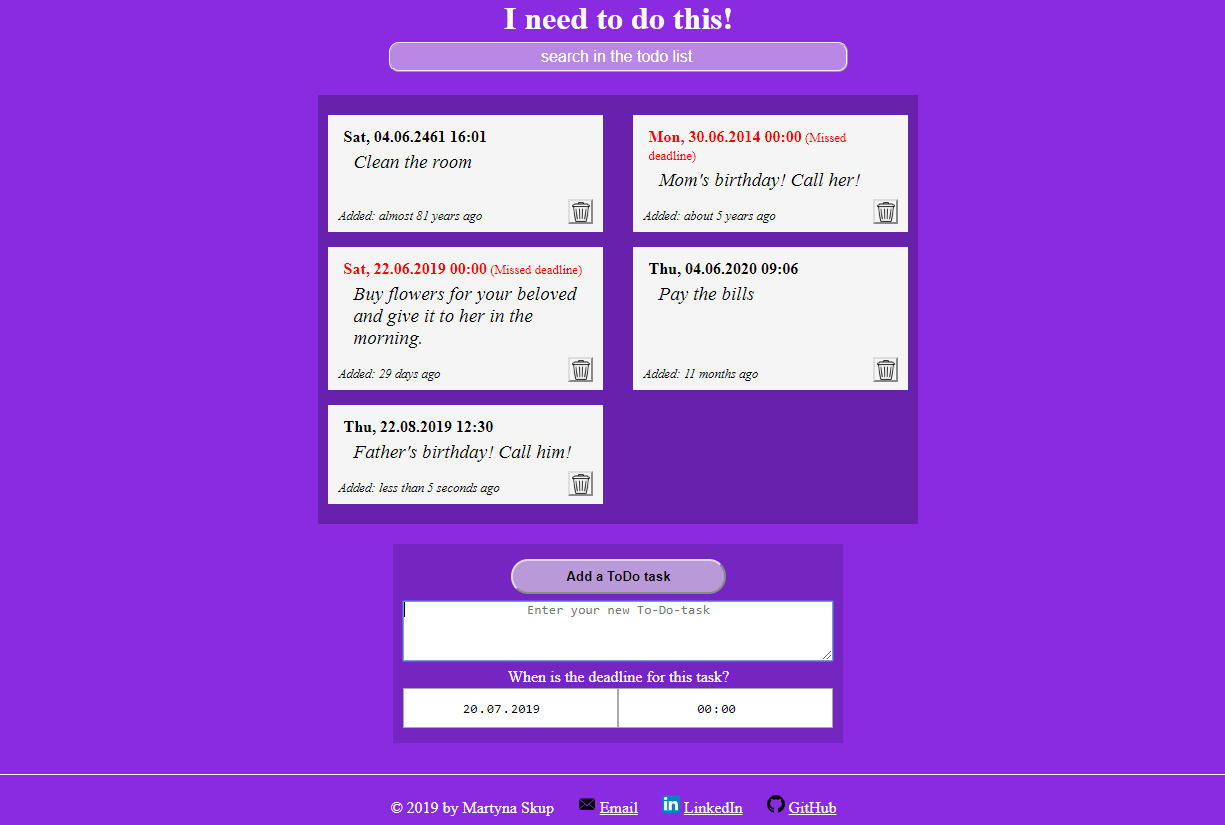 I need to do this!
search in the todo list
Sat, 04.06.2461 16:01
Clean the room
Added: almost 81 years ago
Mon, 30.06.2014 00:00 (Missed
deadline)
Mom's birthday! Call her!
Added: about 5 years ago
Sat, 22.06.2019 00:00 (Missed deadline)
Buy flowers for your beloved
and give it to her in the
morning.
Added: 29 days ago
Thu, 04.06.2020 09:06
Pay the bills
Added: 11 months ago
Thu, 22.08.2019 12:30
Father's birthday! Call him!
Added: less than 5 seconds ago
Add a ToDo task
Enter your new To-Do-task
When is the deadline for this task?
20.07.2019 00:00
© 2019 by Martyna Skup Email LinkedIn GitHub